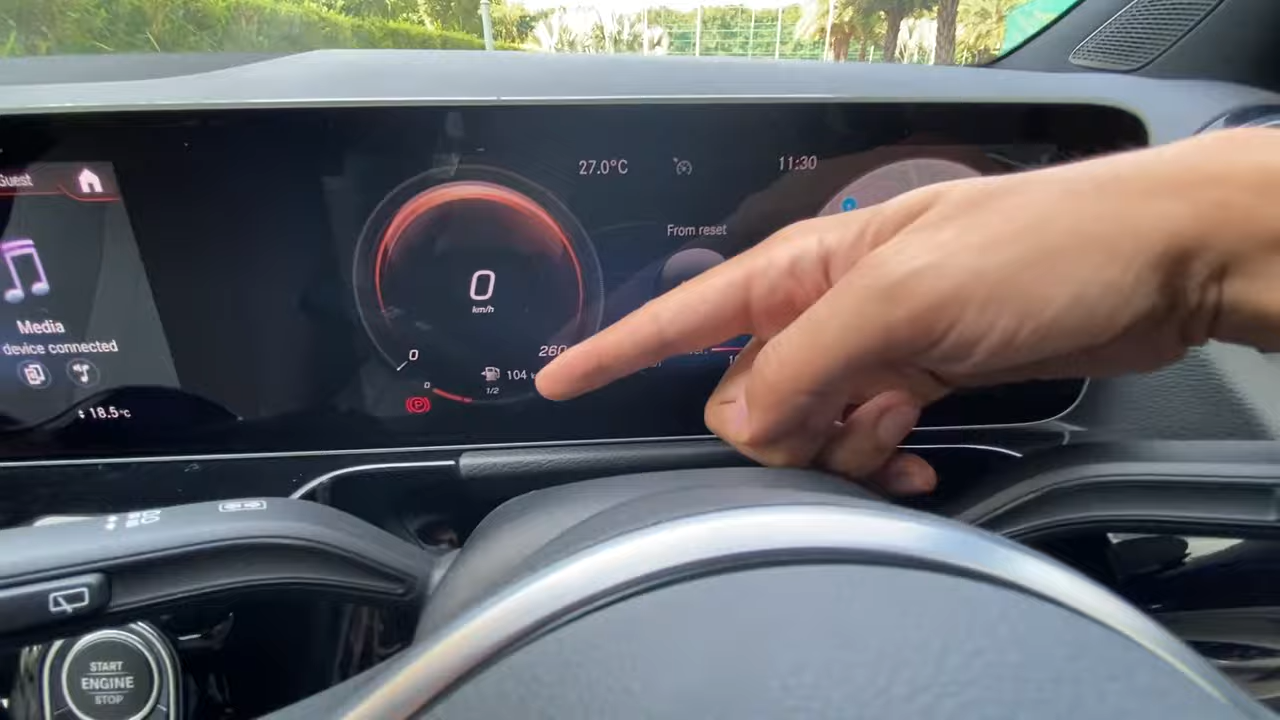 Guest
Media
device connected
18.5°C
27.0°C
11:30
From reset
0
km/h
0
260
104
0
1/2
P
START
ENGINE
STOP